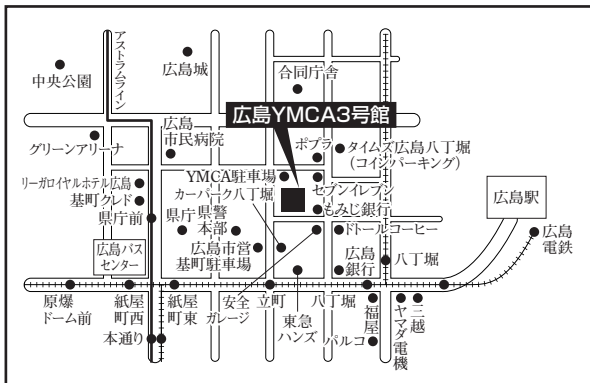 アストラムライン
中央公園
広島城
合同庁舎
広島YMCA3号館
グリーンアリーナ
広島
市民病院
ポプラ
タイムズ広島八丁堀
(コインパーキング)
YMCA駐車場
カーパーク八丁堀
セブンイレブン
もみじ銀行
リーガロイヤルホテル広島
基町クレド
県庁前
県庁
県警
本部
広島市営
基町駐車場
ドトールコーヒー
広島
銀行
八丁堀
広島駅
広島
電鉄
広島バス
センター
原爆
ドーム前
紙屋
町西
紙屋
町東
本通り
安全
ガレージ
立町
東急
ハンズ
八丁堀
福屋
パルコ
ヤマダ電機
三越